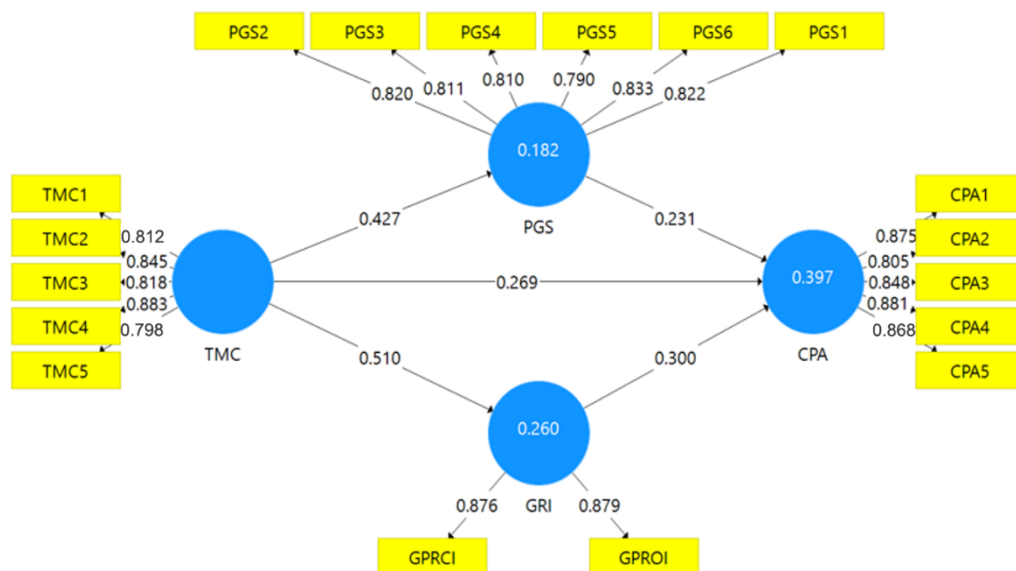 PGS2 PGS3 PGS4 PGS5 PGS6 PGS1
0.820 0.811 0.810 0.790 0.833 0.822
0.182
PGS
TMC1
TMC2
TMC3
TMC4
TMC5
0.812
0.845
0.818
0.883
0.798
TMC
0.427
0.269
0.510
0.231
0.300
0.397
CPA
0.875
0.805
0.848
0.881
0.868
CPA1
CPA2
CPA3
CPA4
CPA5
0.260
GRI
0.876 0.879
GPRCI GPROI